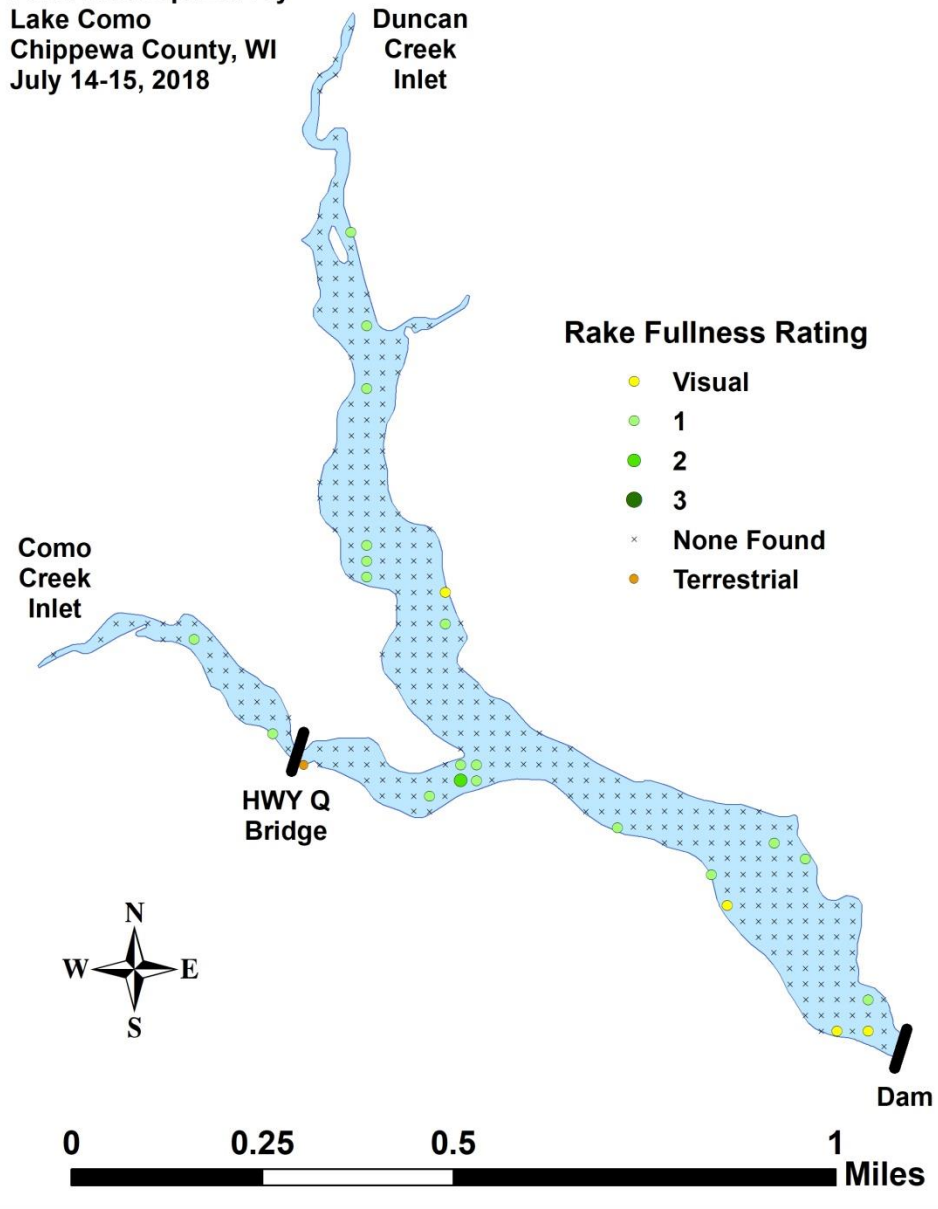 Lake Como
Chippewa County, WI
July 14-15, 2018
Duncan
Creek
Inlet
Rake Fullness Rating
Visual
1
2
3
None Found
Terrestrial
Como
Creek
Inlet
HWY Q
Bridge
N
W
E
S
Dam
0
0.25
0.5
1
Miles